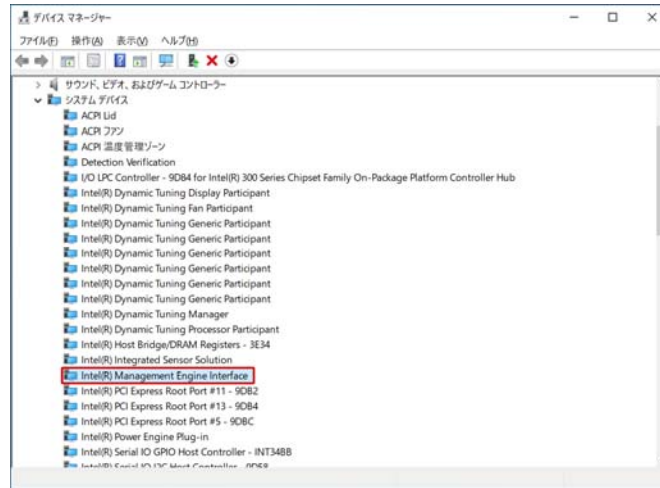 デバイス マネージャー
ファイル(F) 操作(A) 表示(V) ヘルプ(H)
サウンド、ビデオ、およびゲーム コントローラー
システム デバイス
ACPI Lid
ACPI ファン
ACPI 温度管理ゾーン
Detection Verification
I/O LPC Controller - 9D84 for Intel(R) 300 Series Chipset Family On-Package Platform Controller Hub
Intel(R) Dynamic Tuning Display Participant
Intel(R) Dynamic Tuning Fan Participant
Intel(R) Dynamic Tuning Generic Participant
Intel(R) Dynamic Tuning Generic Participant
Intel(R) Dynamic Tuning Generic Participant
Intel(R) Dynamic Tuning Generic Participant
Intel(R) Dynamic Tuning Generic Participant
Intel(R) Dynamic Tuning Generic Participant
Intel(R) Dynamic Tuning Manager
Intel(R) Dynamic Tuning Processor Participant
Intel(R) Host Bridge/DRAM Registers - 3E34
Intel(R) Integrated Sensor Solution
Intel(R) Management Engine Interface
Intel(R) PCI Express Root Port #11 - 9DB2
Intel(R) PCI Express Root Port #13 - 9DB4
Intel(R) PCI Express Root Port #5 - 9DBC
Intel(R) Power Engine Plug-in
Intel(R) Serial IO GPIO Host Controller - INT34BB
Intel(R) Serial IO I2C Host Controller